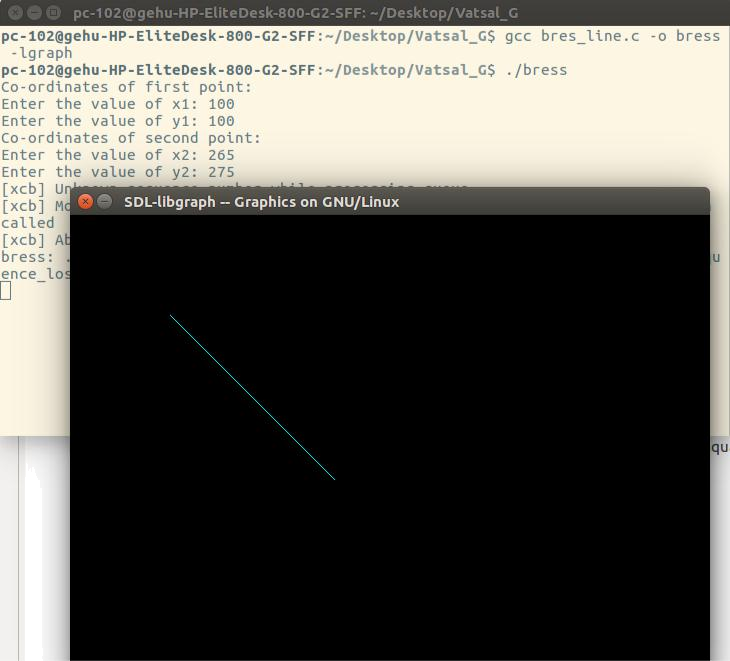 pc-102@gehu-HP-EliteDesk-800-G2-SFF: ~/Desktop/Vatsal_G
pc-102@gehu-HP-EliteDesk-800-G2-SFF:~/Desktop/Vatsal_G$ gcc bres_line.c -o bress
-lgraph
pc-102@gehu-HP-EliteDesk-800-G2-SFF:~/Desktop/Vatsal_G$ ./bress
Co-ordinates of first point:
Enter the value of x1: 100
Enter the value of y1: 100
Co-ordinates of second point:
Enter the value of x2: 265
Enter the value of y2: 275
[xcb] Unknown sequence number while processing queue
[xcb] Mo
called
[xcb] Ab
bress: . u
ence_los
SDL-libgraph -- Graphics on GNU/Linux
qu